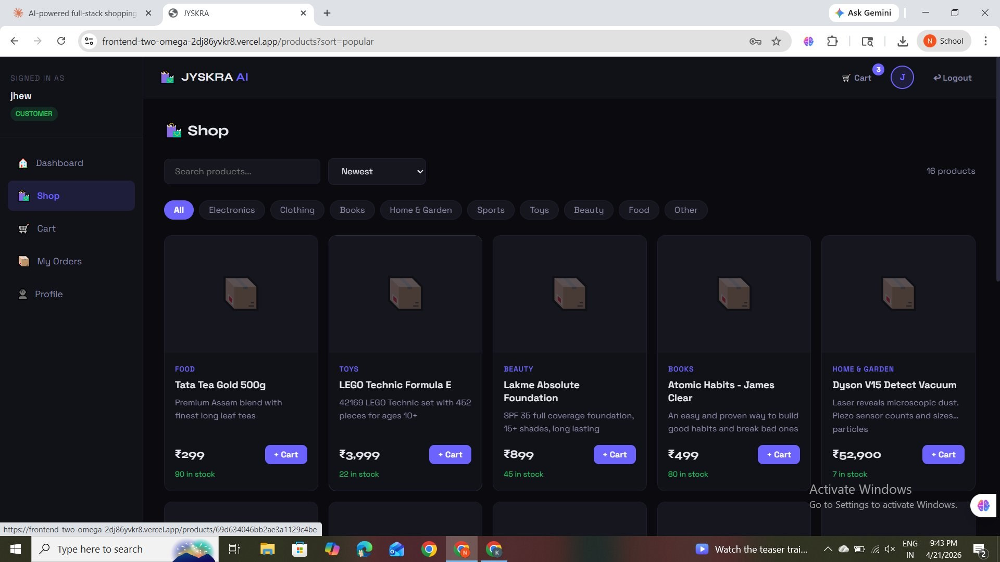 AI-powered full-stack shopping
JYSKRA
Ask Gemini
frontend-two-omega-2dj86yvkr8.vercel.app/products?sort=popular
N
School
SIGNED IN AS
jhew
CUSTOMER
Dashboard
Shop
Cart
My Orders
Profile
JYSKRA AI
Cart
3
J
Logout
Shop
Search products...
Newest
16 products
All
Electronics
Clothing
Books
Home & Garden
Sports
Toys
Beauty
Food
Other
FOOD
Tata Tea Gold 500g
Premium Assam blend with
finest long leaf teas
₹299
+ Cart
90 in stock
TOYS
LEGO Technic Formula E
42169 LEGO Technic set with 452
pieces for ages 10+
₹3,999
+ Cart
22 in stock
BEAUTY
Lakme Absolute
Foundation
SPF 35 full coverage foundation,
15+ shades, long lasting
₹899
+ Cart
45 in stock
BOOKS
Atomic Habits - James
Clear
An easy and proven way to build
good habits and break bad ones
₹499
+ Cart
80 in stock
HOME & GARDEN
Dyson V15 Detect Vacuum
Laser reveals microscopic dust.
Piezo sensor counts and sizes...
particles
₹52,900
+ Cart
7 in stock
Activate Windows
Go to Settings to activate Windows.
https://frontend-two-omega-2dj86yvkr8.vercel.app/products/69d634046bb2ae3a1129c4be
Type here to search
N
K
Watch the teaser trai...
ENG
IN
9:43 PM
4/21/2026
2